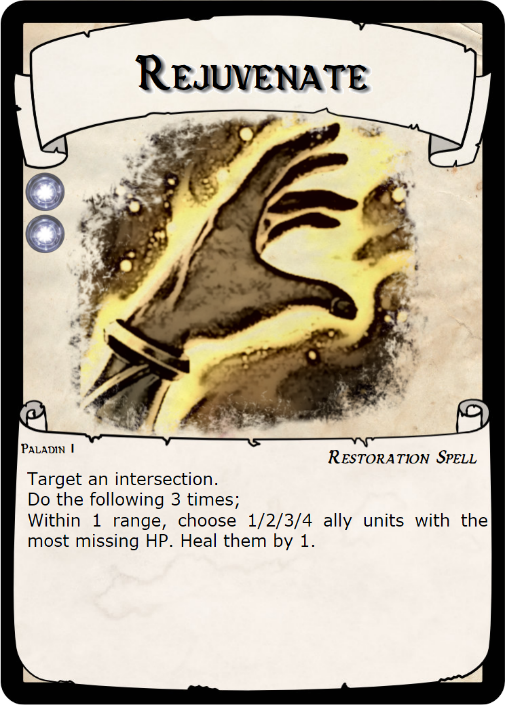 Rejuvenate
Paladin I
Restoration Spell
Target an intersection.
Do the following 3 times;
Within 1 range, choose 1/2/3/4 ally units with the
most missing HP. Heal them by 1.